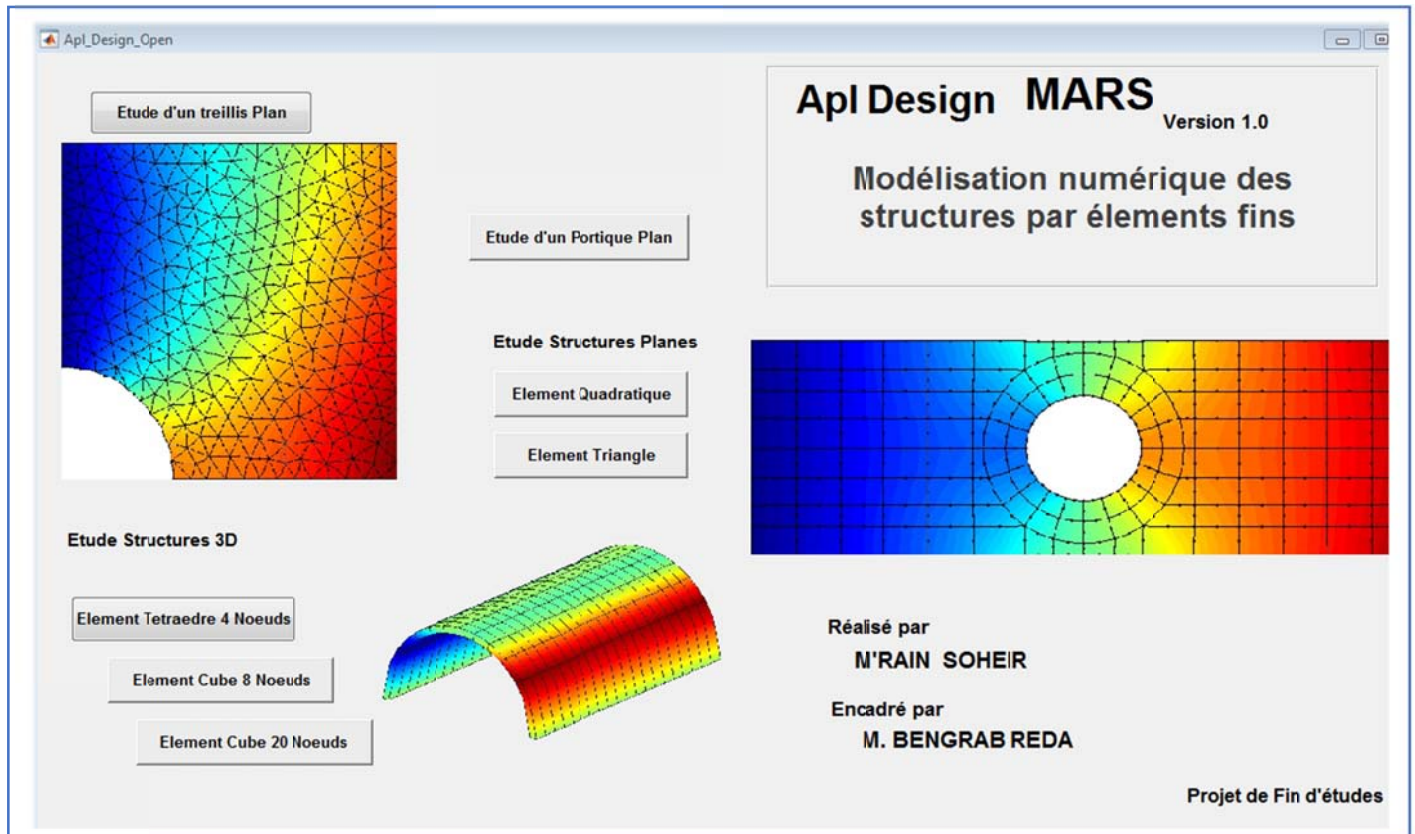 Apl_Design_Open
Etude d'un treillis Plan
Apl Design MARS
Version 1.0
Modélisation numérique des
structures par élements fins
Etude d'un Portique Plan
Etude Structures Planes
Element Quadratique
Element Triangle
Etude Structures 3D
Element Tetraedre 4 Noeuds
Element Cube 8 Noeuds
Element Cube 20 Noeuds
Réalisé par
M'RAIN SOHEIR
Encadré par
M. BENGRAB REDA
Projet de Fin d'études